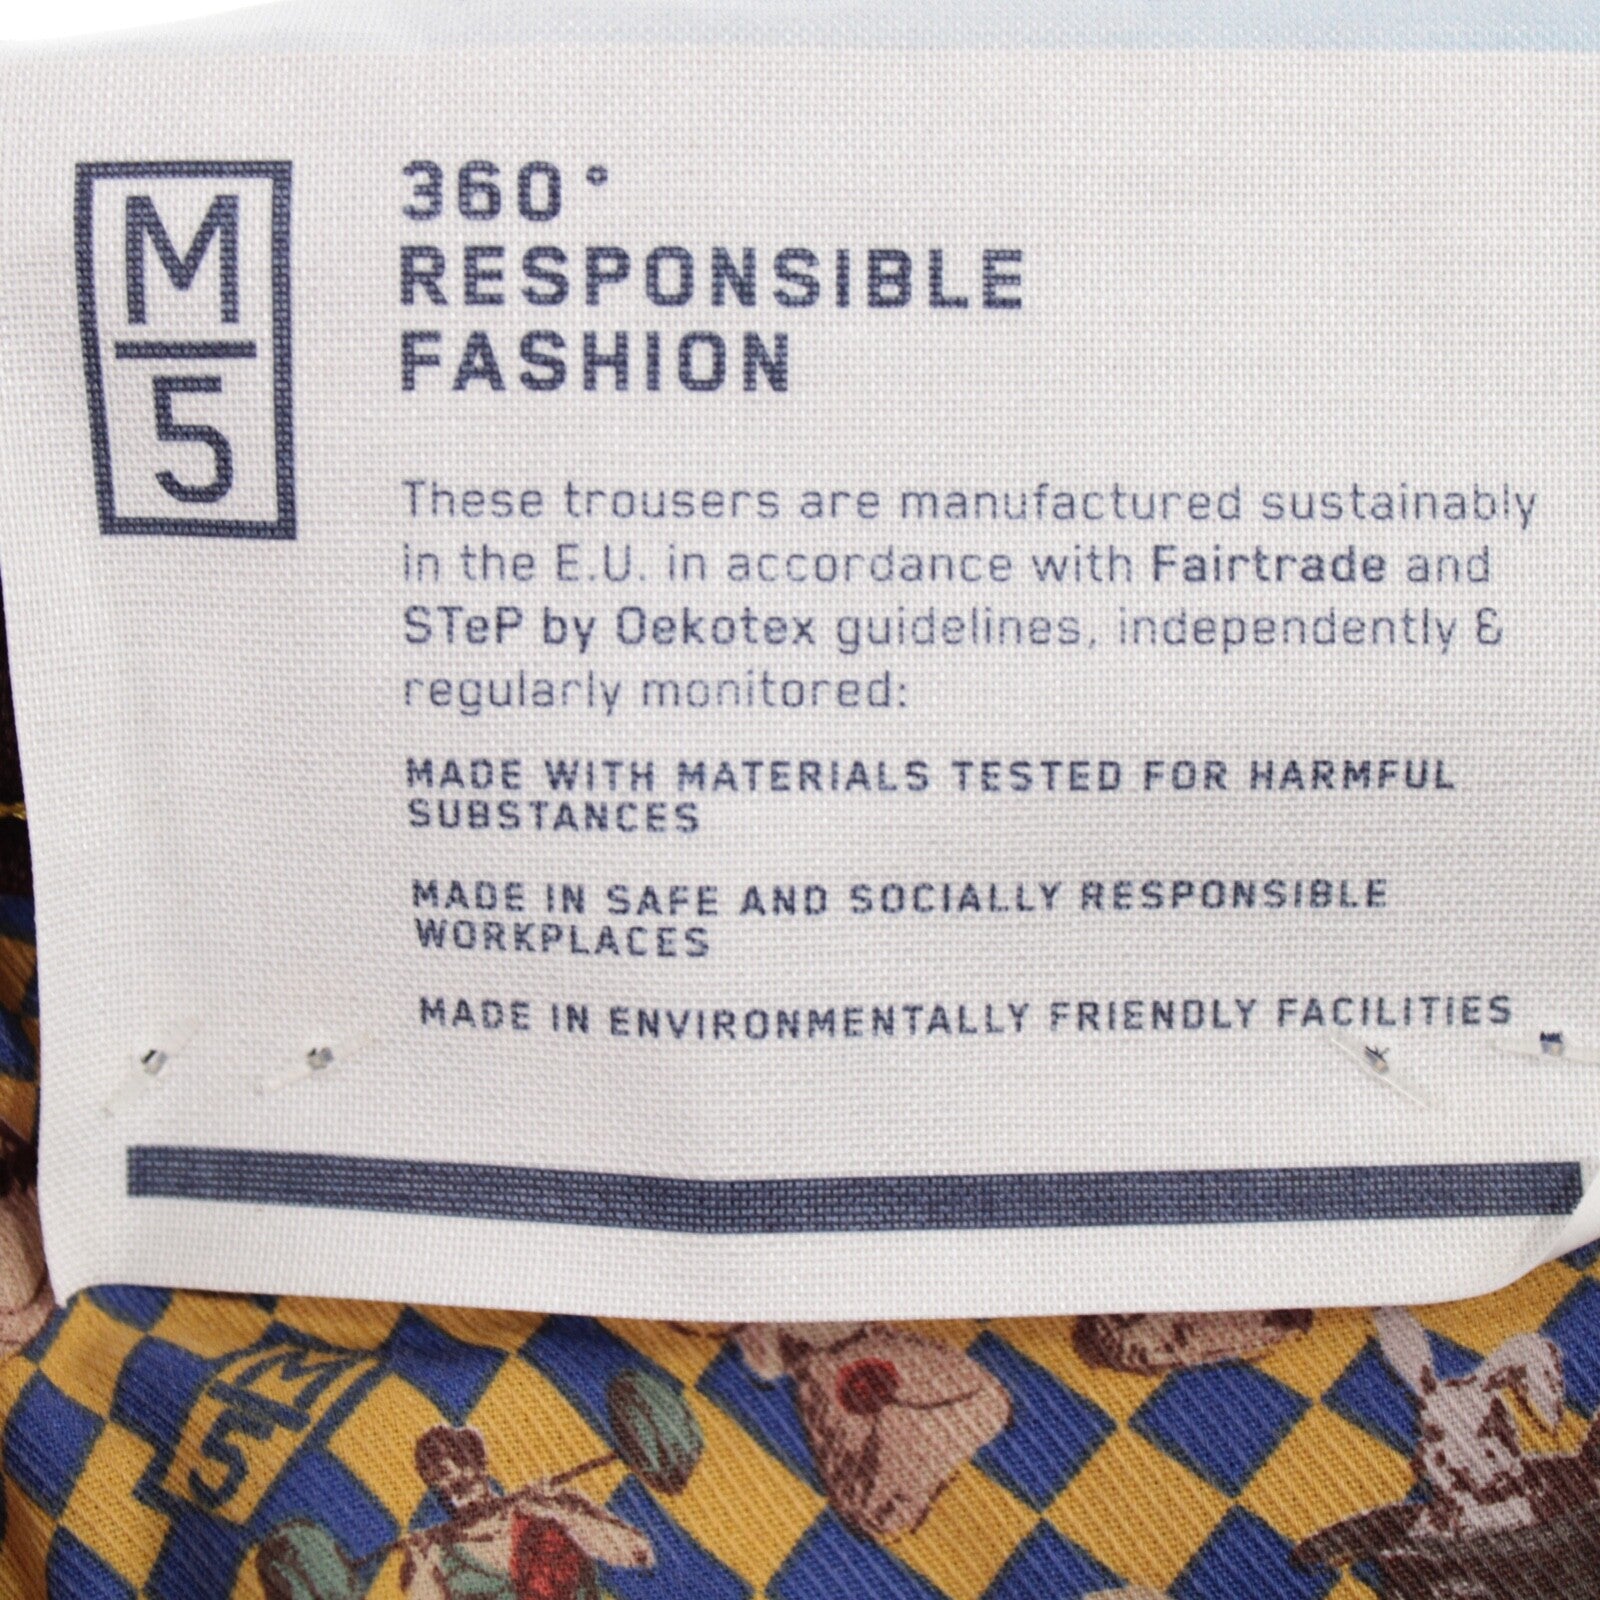 M
5
360°
RESPONSIBLE
FASHION
These trousers are manufactured sustainably
in the E.U. in accordance with Fairtrade and
STeP by Oekotex guidelines, independently &
regularly monitored:
MADE WITH MATERIALS TESTED FOR HARMFUL
SUBSTANCES
MADE IN SAFE AND SOCIALLY RESPONSIBLE
WORKPLACES
MADE IN ENVIRONMENTALLY FRIENDLY FACILITIES
M
5